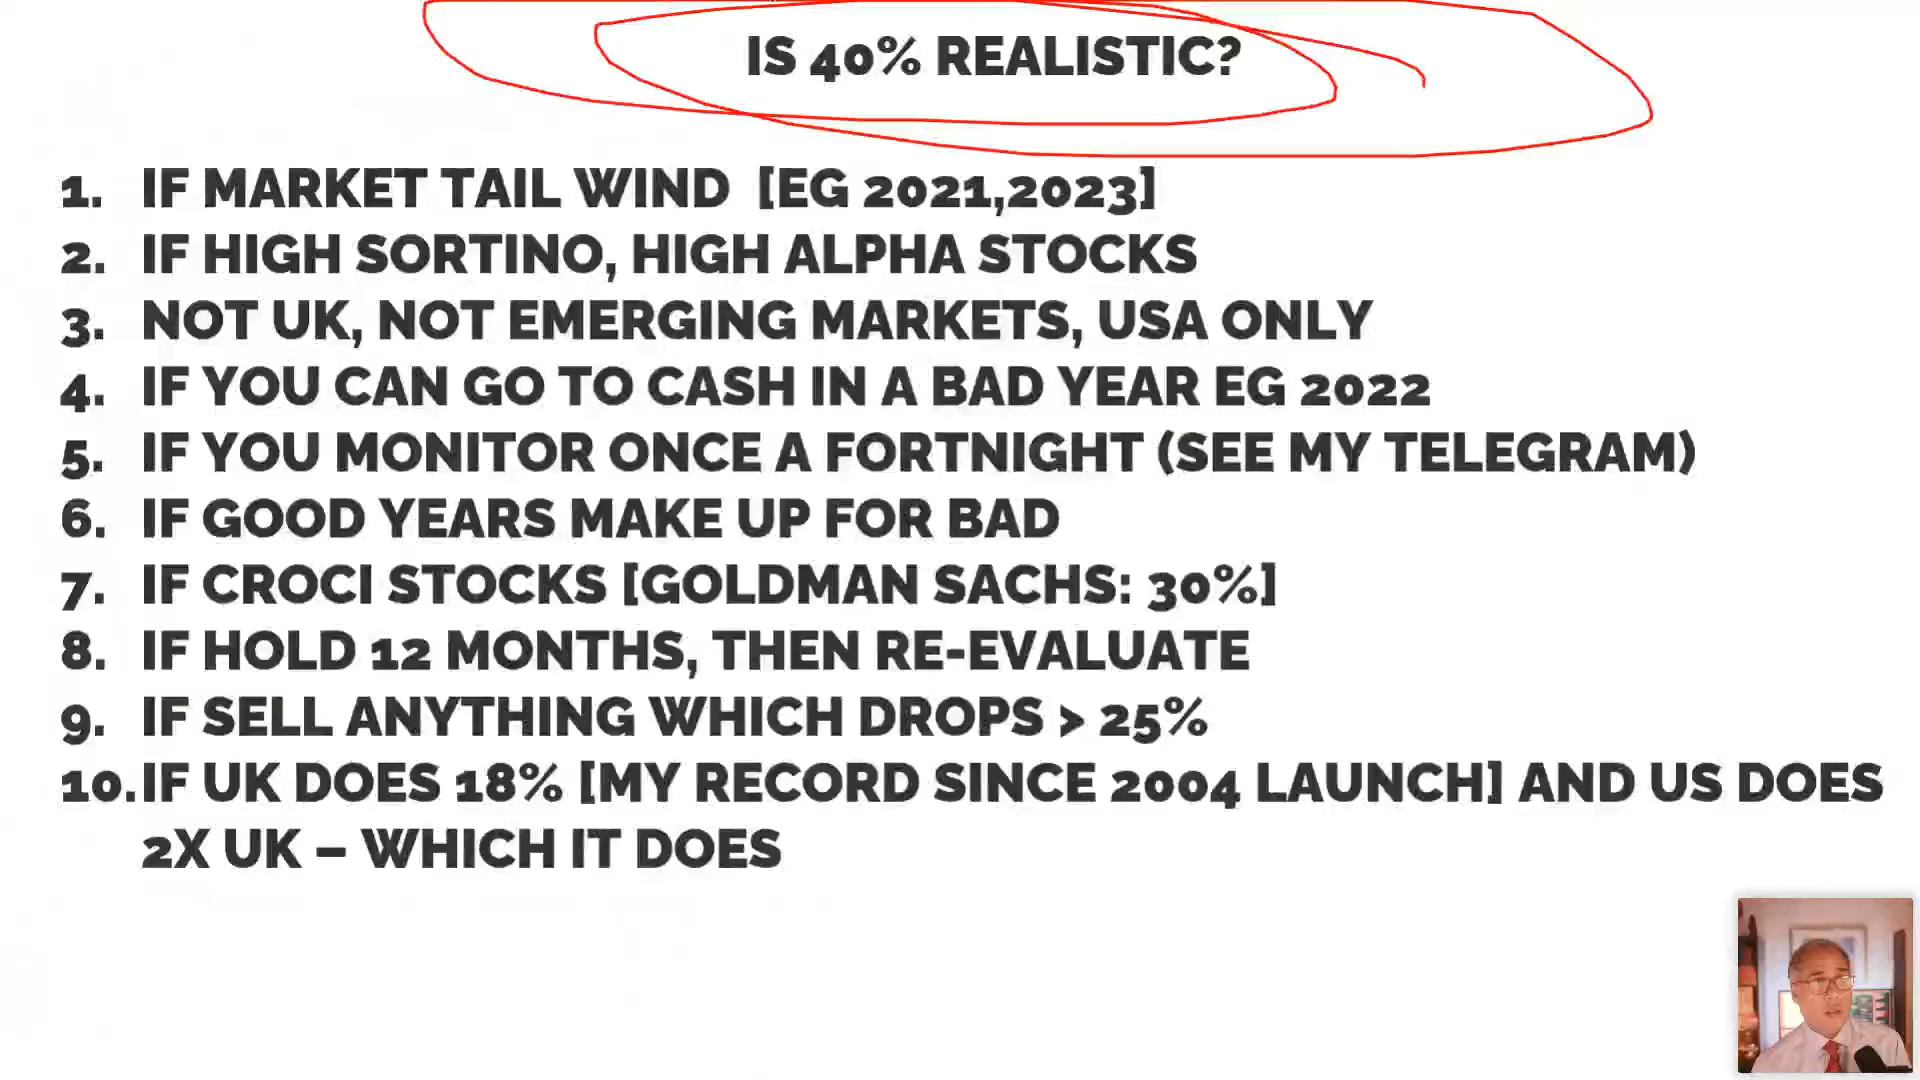 IS 40% REALISTIC?
1. IF MARKET TAIL WIND [EG 2021,2023]
2. IF HIGH SORTINO, HIGH ALPHA STOCKS
3. NOT UK, NOT EMERGING MARKETS, USA ONLY
4. IF YOU CAN GO TO CASH IN A BAD YEAR EG 2022
5. IF YOU MONITOR ONCE A FORTNIGHT (SEE MY TELEGRAM)
6. IF GOOD YEARS MAKE UP FOR BAD
7. IF CROCI STOCKS [GOLDMAN SACHS: 30%]
8. IF HOLD 12 MONTHS, THEN RE-EVALUATE
9. IF SELL ANYTHING WHICH DROPS > 25%
10. IF UK DOES 18% [MY RECORD SINCE 2004 LAUNCH] AND US DOES
2X UK – WHICH IT DOES